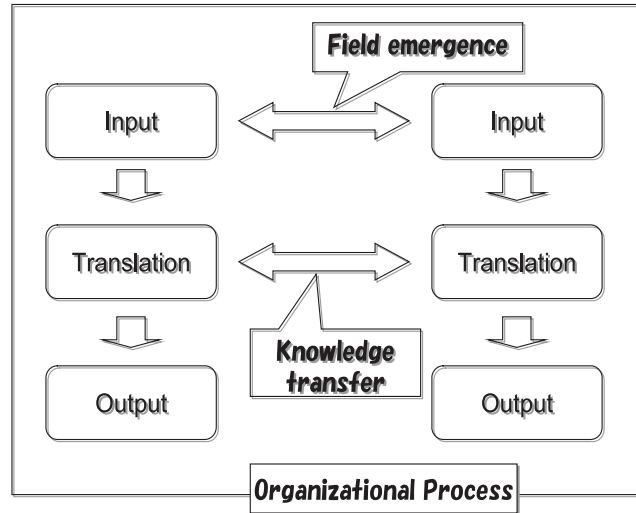 Field emergence
Input
Input
Translation
Translation
Knowledge
transfer
Output
Output
Organizational Process